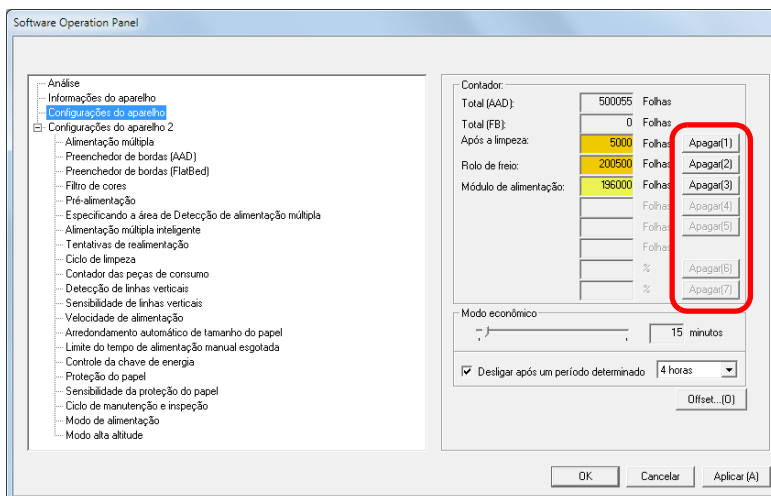 Software Operation Panel
Análise
Informações do aparelho
Configurações do aparelho
Configurações do aparelho 2
Alimentação múltipla
Preenchedor de bordas (AAD)
Preenchedor de bordas (FlatBed)
Filtro de cores
Pré-alimentação
Especificando a área de Detecção de alimentação múltipla
Alimentação múltipla inteligente
Tentativas de realimentação
Ciclo de limpeza
Contador das peças de consumo
Detecção de linhas verticais
Sensibilidade de linhas verticais
Velocidade de alimentação
Arredondamento automático de tamanho do papel
Limite do tempo de alimentação manual esgotada
Controle da chave de energia
Proteção do papel
Sensibilidade da proteção do papel
Ciclo de manutenção e inspeção
Modo de alimentação
Modo alta altitude
Contador:
Total (AAD): 500055 Folhas
Total (FB): 0 Folhas
Após a limpeza: 5000 Folhas Apagar(1)
Rolo de freio: 200500 Folhas Apagar(2)
Módulo de alimentação: 196000 Folhas Apagar(3)
Folhas Apagar(4)
Folhas Apagar(5)
Folhas
% Apagar(6)
% Apagar(7)
Modo econômico
15 minutos
Desligar após um período determinado 4 horas
Offset...(O)
OK Cancelar Aplicar (A)